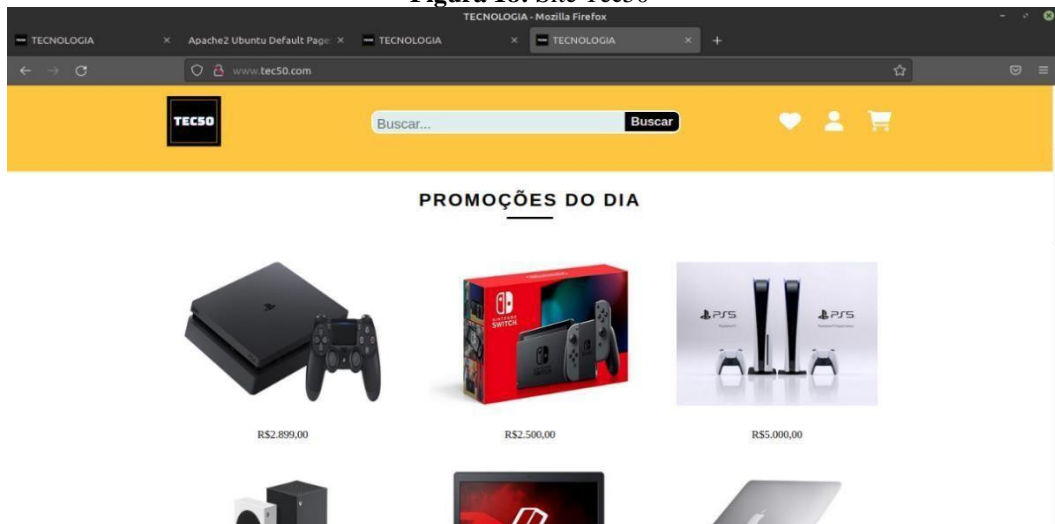 Figura 18: Site Tec50
TECNOLOGIA - Mozilla Firefox
TECNOLOGIA Apache2 Ubuntu Default Page: TECNOLOGIA TECNOLOGIA
www.tec50.com
TEC50 Buscar... Buscar
PROMOÇÕES DO DIA
NINTENDO
SWITCH
PS5 PS5
R$2.899,00 R$2.500,00 R$5.000,00